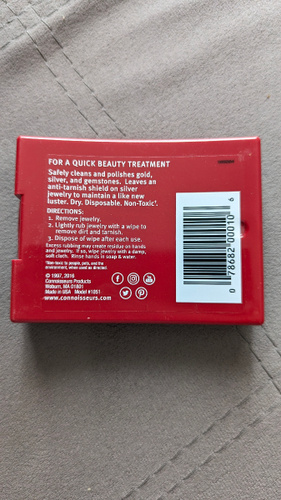 FOR A QUICK BEAUTY TREATMENT
Safely cleans and polishes gold,
silver, and gemstones. Leaves an
anti-tarnish shield on silver
jewelry to maintain a like new
luster. Dry. Disposable. Non-Toxic*.
DIRECTIONS:
1. Remove jewelry.
2. Lightly rub jewelry with a wipe to
remove dirt and tarnish.
3. Dispose of wipe after each use.
Excess rubbing may create residue on hands
and jewelry. If so, wipe jewelry with a damp,
soft cloth. Rinse hands in soap & water.
*Non-toxic to people, pets, and the
environment, when used as directed.
© 1997, 2016
Connoisseurs Products
Woburn, MA 01801
Made in USA Model #1051
www.connoisseurs.com
0 78682 00010 6